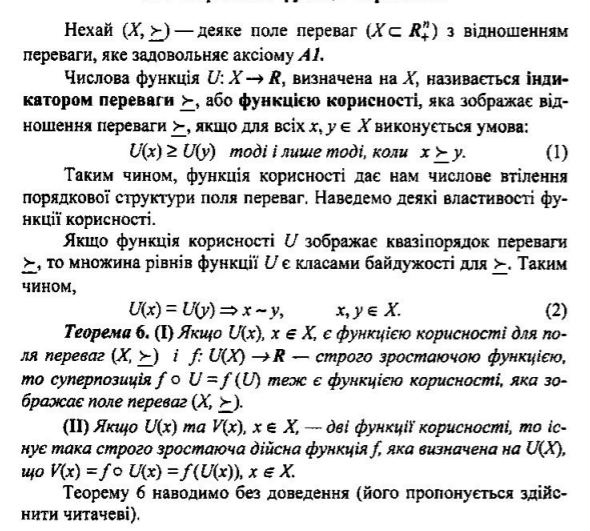 Нехай (X, ≽) — деяке поле переваг (X ⊂ Rⁿ₊) з відношенням
переваги, яке задовольняє аксіому A1.
Числова функція U: X → R, визначена на X, називається інди-
катором переваги ≽, або функцією корисності, яка зображає від-
ношення переваги ≽, якщо для всіх x, y ∈ X виконується умова:
U(x) ≥ U(y) тоді і лише тоді, коли x ≽ y. (1)
Таким чином, функція корисності дає нам числове втілення
порядкової структури поля переваг. Наведемо деякі властивості фу-
нкції корисності.
Якщо функція корисності U зображає квазіпорядок переваги
≽, то множина рівнів функції U є класами байдужості для ≽. Таким
чином,
U(x) = U(y) ⇒ x ~ y, x, y ∈ X. (2)
Теорема 6. (I) Якщо U(x), x ∈ X, є функцією корисності для по-
ля переваг (X, ≽) і f: U(X) → R — строго зростаючою функцією,
то суперпозиція f ∘ U = f (U) теж є функцією корисності, яка зо-
бражає поле переваг (X, ≽).
(II) Якщо U(x) та V(x), x ∈ X, — дві функції корисності, то іс-
нує така строго зростаюча дійсна функція f, яка визначена на U(X),
що V(x) = f ∘ U(x) = f(U(x)), x ∈ X.
Теорему 6 наводимо без доведення (його пропонується здійс-
нити читачеві).